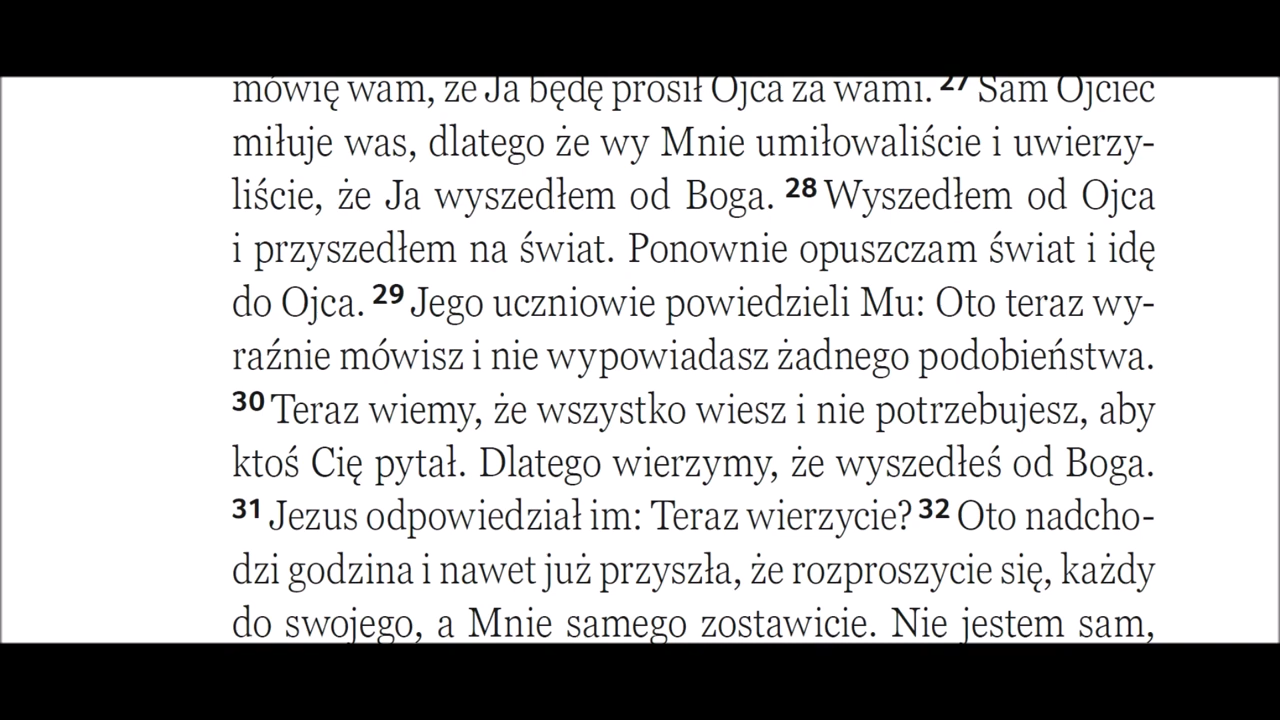 mówię wam, że Ja będę prosił Ojca za wami. 27 Sam Ojciec
miłuje was, dlatego że wy Mnie umiłowaliście i uwierzy-
liście, że Ja wyszedłem od Boga. 28 Wyszedłem od Ojca
i przyszedłem na świat. Ponownie opuszczam świat i idę
do Ojca. 29 Jego uczniowie powiedzieli Mu: Oto teraz wy-
raźnie mówisz i nie wypowiadasz żadnego podobieństwa.
30 Teraz wiemy, że wszystko wiesz i nie potrzebujesz, aby
ktoś Cię pytał. Dlatego wierzymy, że wyszedłeś od Boga.
31 Jezus odpowiedział im: Teraz wierzycie? 32 Oto nadcho-
dzi godzina i nawet już przyszła, że rozproszycie się, każdy
do swojego, a Mnie samego zostawicie. Nie jestem sam,